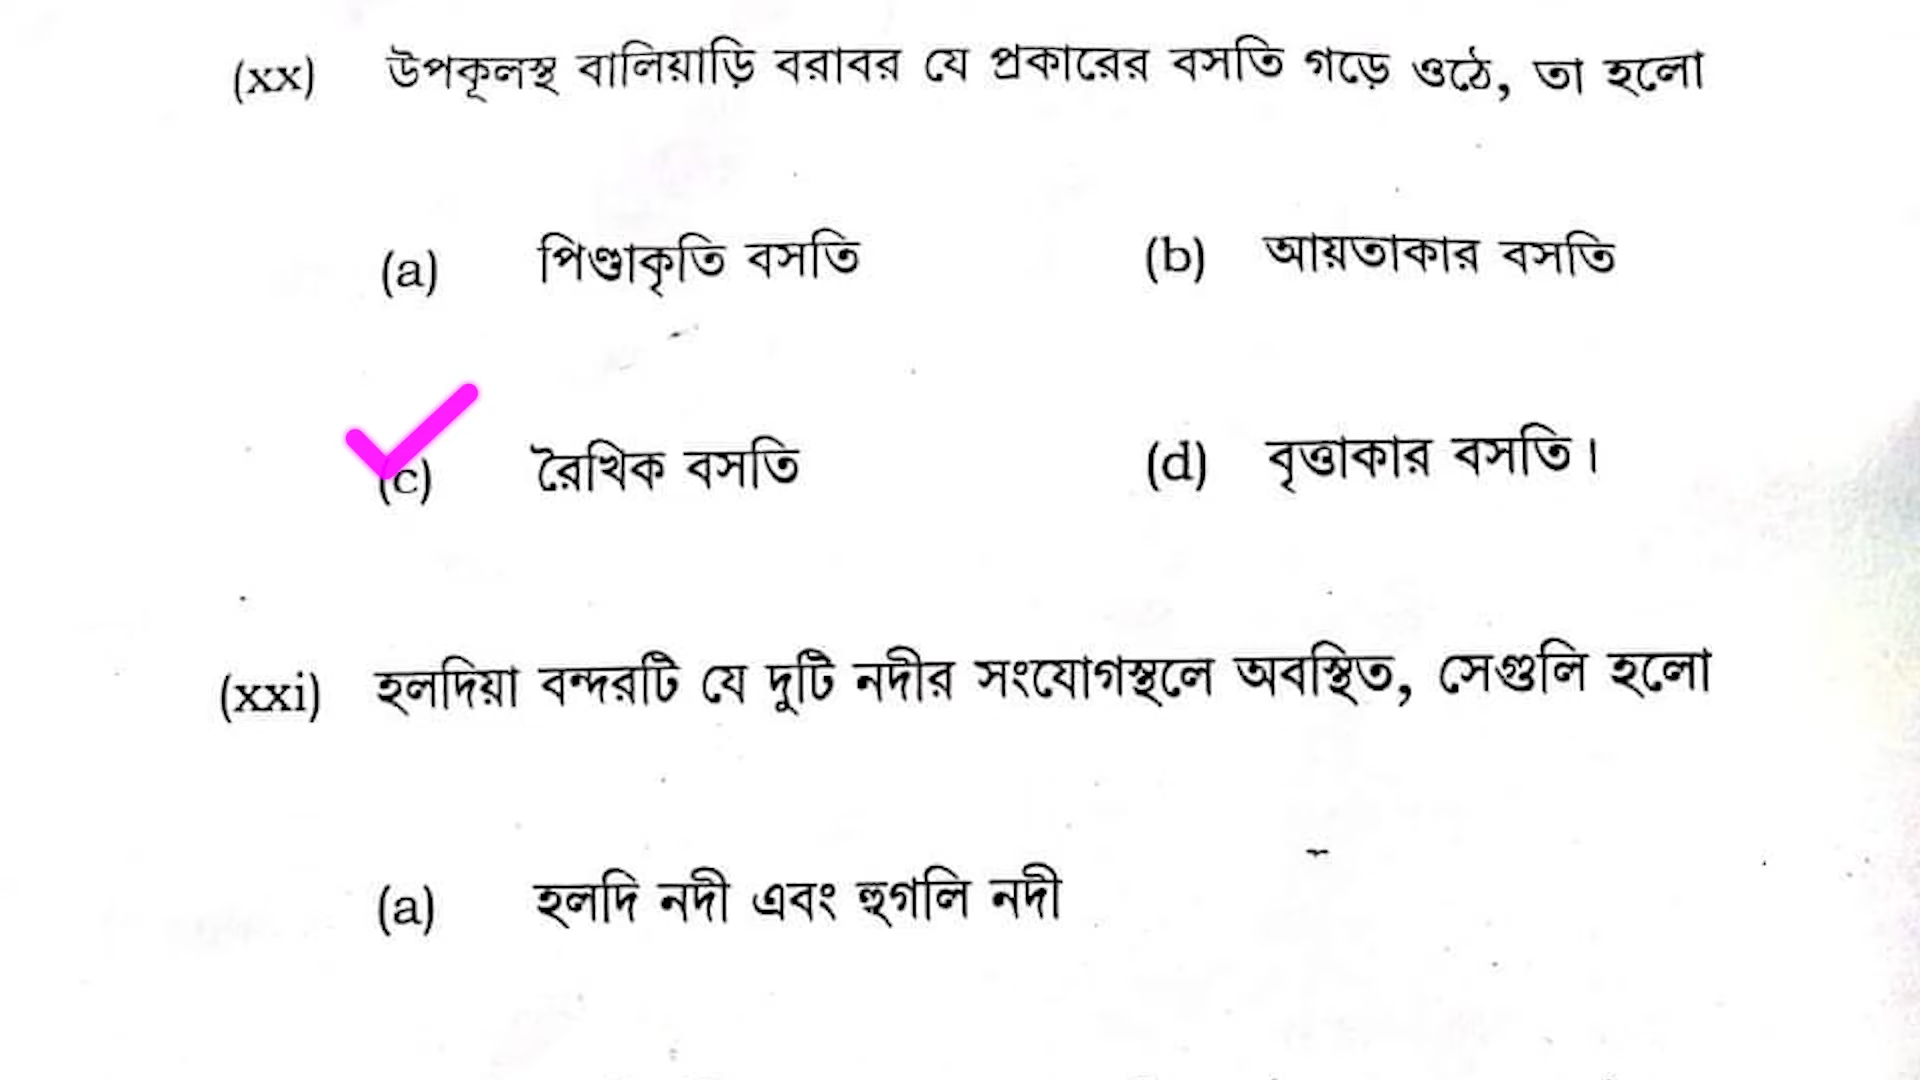 (xx) উপকূলস্থ বালিয়াড়ি বরাবর যে প্রকারের বসতি গড়ে ওঠে, তা হলো
(a) পিণ্ডাকৃতি বসতি (b) আয়তাকার বসতি
(c) রৈখিক বসতি (d) বৃত্তাকার বসতি।
(xxi) হলদিয়া বন্দরটি যে দুটি নদীর সংযোগস্থলে অবস্থিত, সেগুলি হলো
(a) হলদি নদী এবং হুগলি নদী